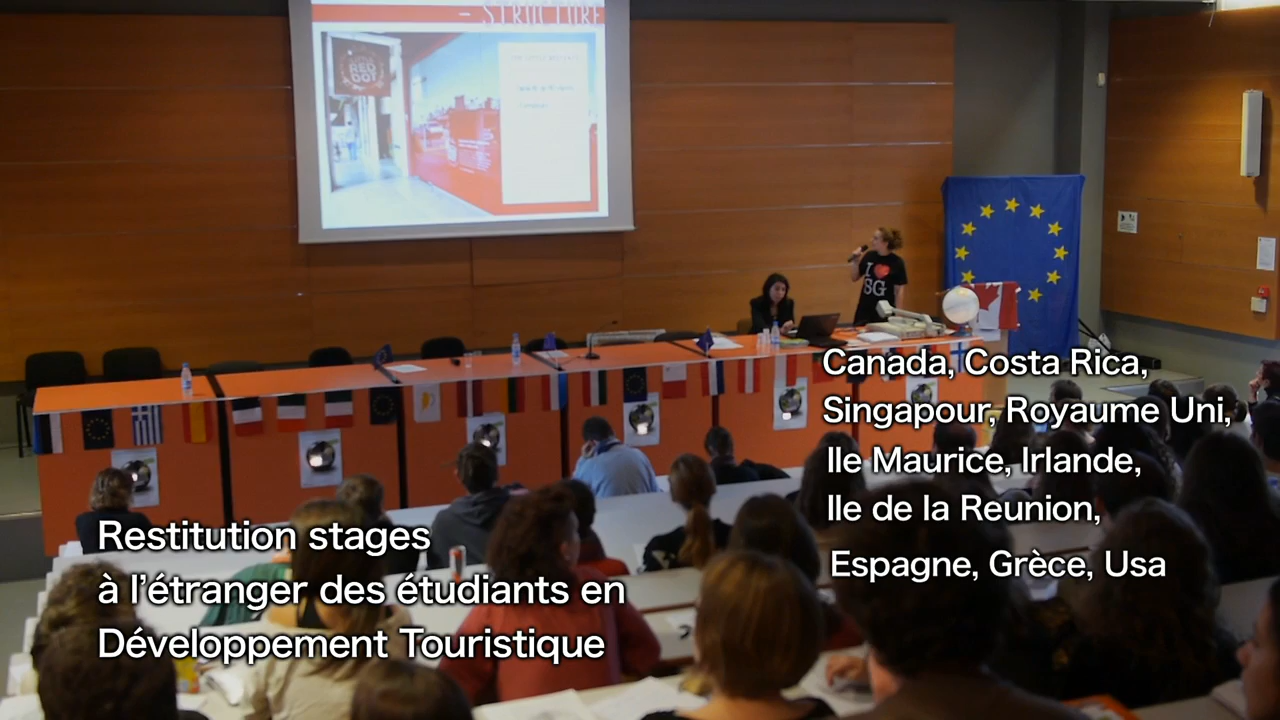 - STRUCTURE
RED
DOT
I ♥
SG
Canada, Costa Rica,
Singapour, Royaume Uni,
Ile Maurice, Irlande,
Ile de la Reunion,
Espagne, Grèce, Usa
Restitution stages
à l'étranger des étudiants en
Développement Touristique